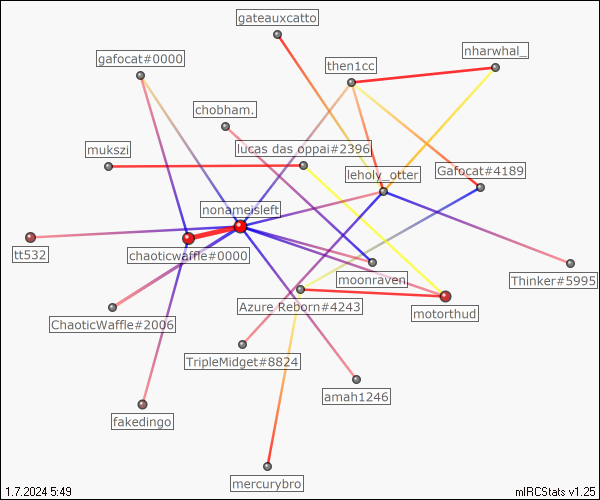 gateauxcatto
nharwhal_
gafocat#0000
then1cc
chobham.
lucas das oppai#2396
mukszi
leholy_otter
Gafocat#4189
nonameisleft
tt532
chaoticwaffle#0000
moonraven
Thinker#5995
Azure Reborn#4243
motorthud
ChaoticWaffle#2006
TripleMidget#8824
amah1246
fakedingo
mercurybro
1.7.2024 5:49
mIRCStats v1.25